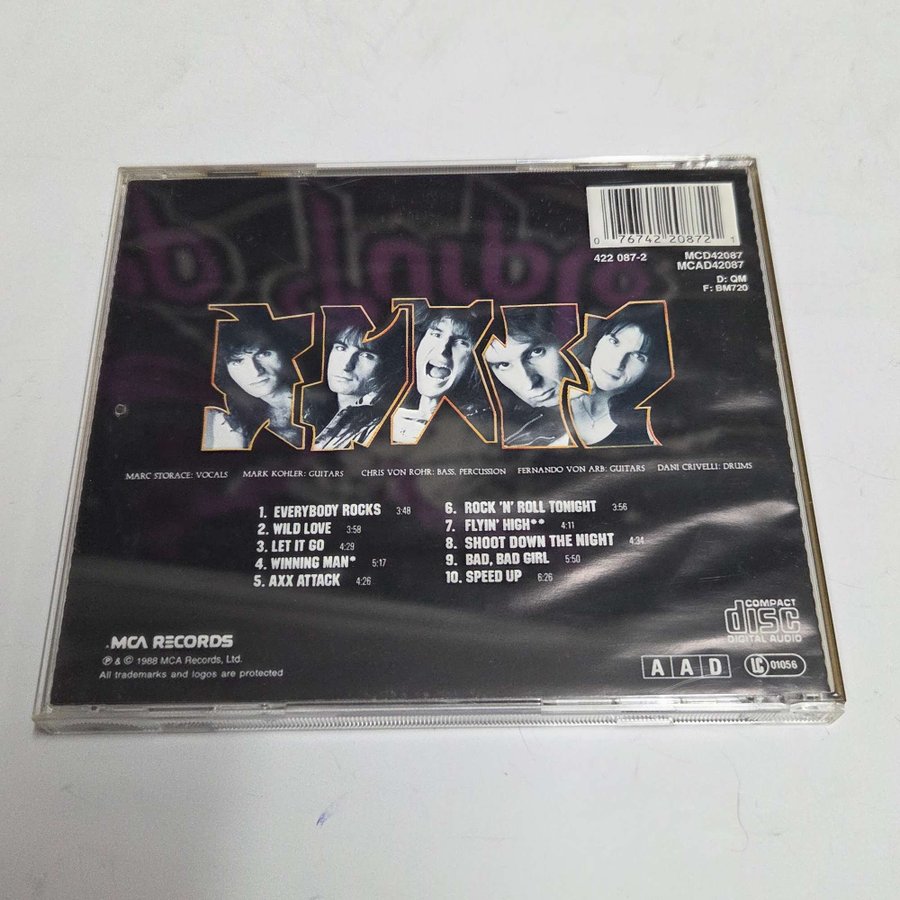 0 76742 20872 1
422 087-2
MCD42087
MCAD42087
D: QM
F: BM720
MARC STORACE: VOCALS MARK KOHLER: GUITARS CHRIS VON ROHR: BASS, PERCUSSION FERNANDO VON ARB: GUITARS DANI CRIVELLI: DRUMS
1. EVERYBODY ROCKS 3:48
2. WILD LOVE 3:58
3. LET IT GO 4:29
4. WINNING MAN* 5:17
5. AXX ATTACK 4:26
6. ROCK 'N' ROLL TONIGHT 3:56
7. FLYIN' HIGH** 4:11
8. SHOOT DOWN THE NIGHT 4:34
9. BAD, BAD GIRL 5:50
10. SPEED UP 6:26
MCA RECORDS
℗ & © 1988 MCA Records, Ltd.
All trademarks and logos are protected
COMPACT
disc
DIGITAL AUDIO
A A D
LC 01056